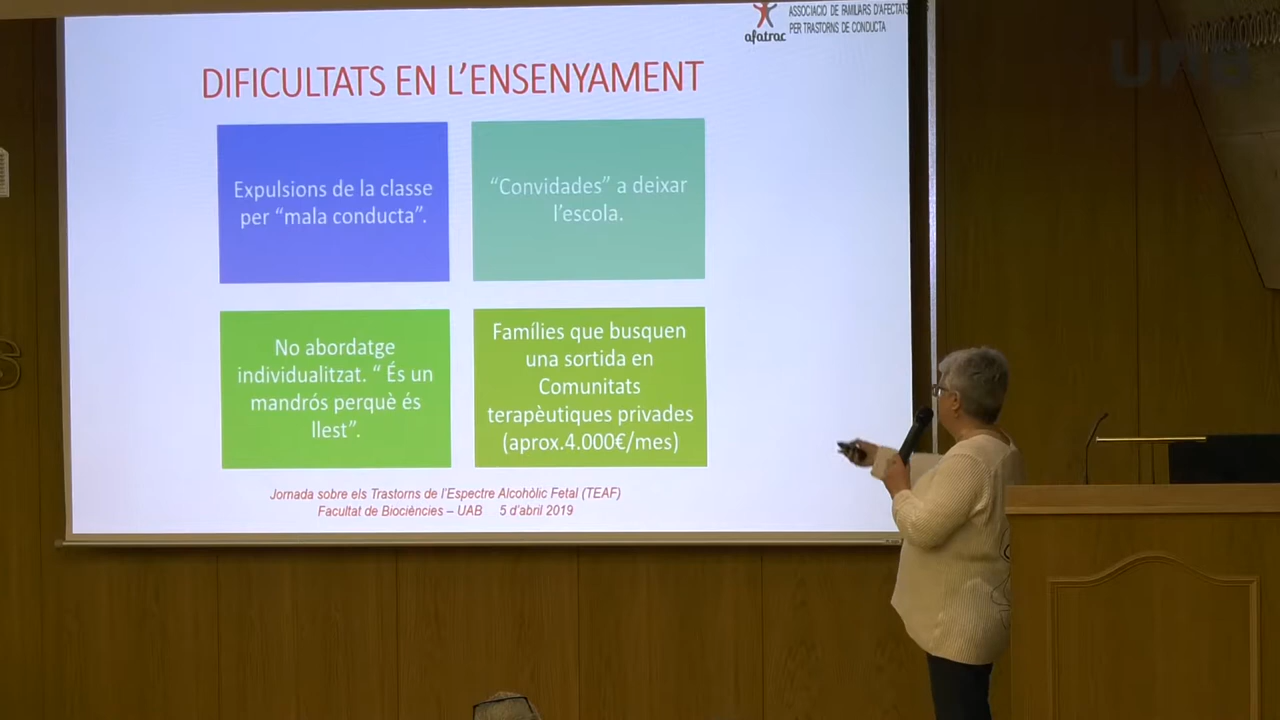 ASSOCIACIÓ DE FAMILIARS D'AFECTATS
PER TRASTORNS DE CONDUCTA
afatrac
UAB
DIFICULTATS EN L'ENSENYAMENT
Expulsions de la classe
per "mala conducta".
"Convidades" a deixar
l'escola.
No abordatge
individualitzat. " És un
mandrós perquè és
llest".
Famílies que busquen
una sortida en
Comunitats
terapèutiques privades
(aprox.4.000€/mes)
Jornada sobre els Trastorns de l'Espectre Alcohòlic Fetal (TEAF)
Facultat de Biociències – UAB 5 d'abril 2019